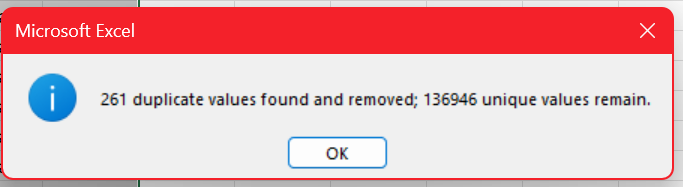 Microsoft Excel
261 duplicate values found and removed; 136946 unique values remain.
OK